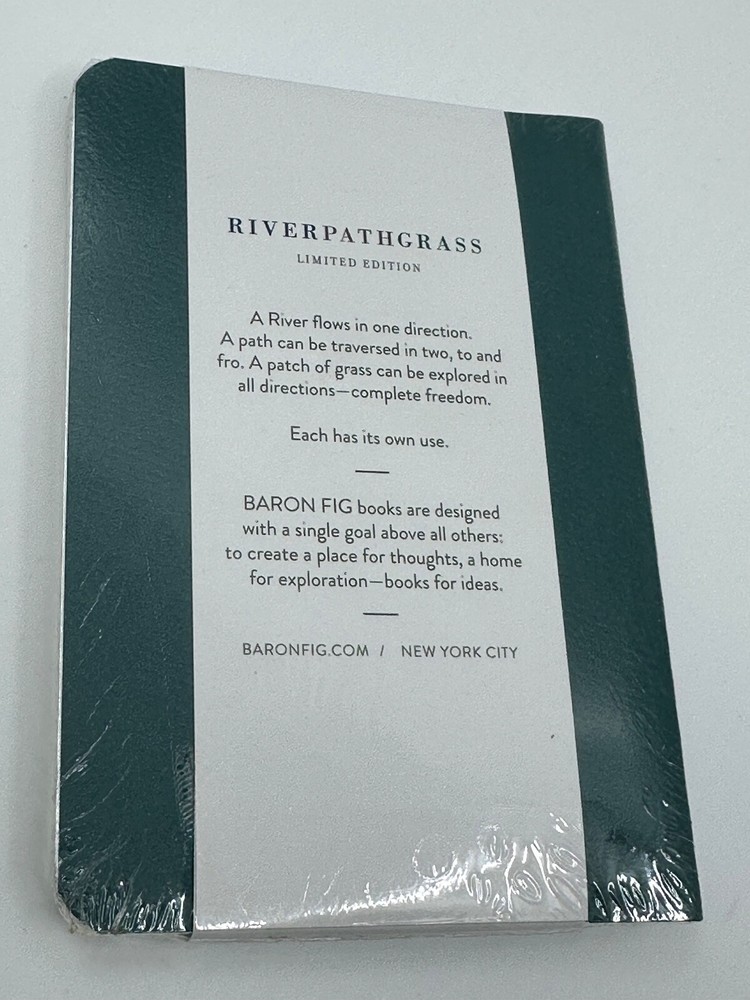 RIVERPATHGRASS
LIMITED EDITION
A River flows in one direction.
A path can be traversed in two, to and
fro. A patch of grass can be explored in
all directions—complete freedom.
Each has its own use.
BARON FIG books are designed
with a single goal above all others:
to create a place for thoughts, a home
for exploration—books for ideas.
BARONFIG.COM / NEW YORK CITY